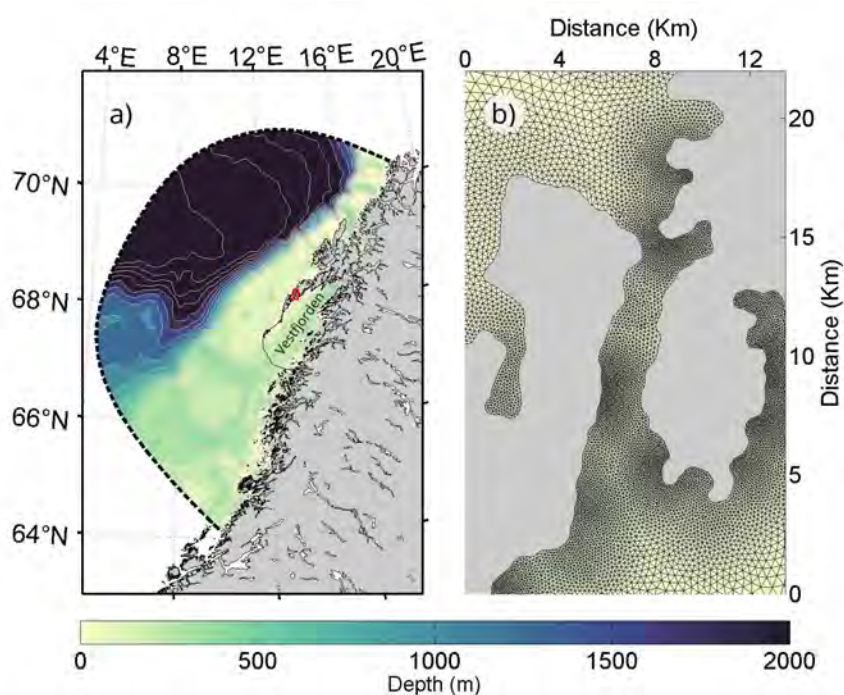 Distance (Km)
4°E 8°E 12°E 16°E 20°E
0 4 8 12
a)
b)
70°N
68°N
66°N
64°N
Vestfjorden
20
15
10
5
0
Distance (Km)
0 500 1000 1500 2000
Depth (m)